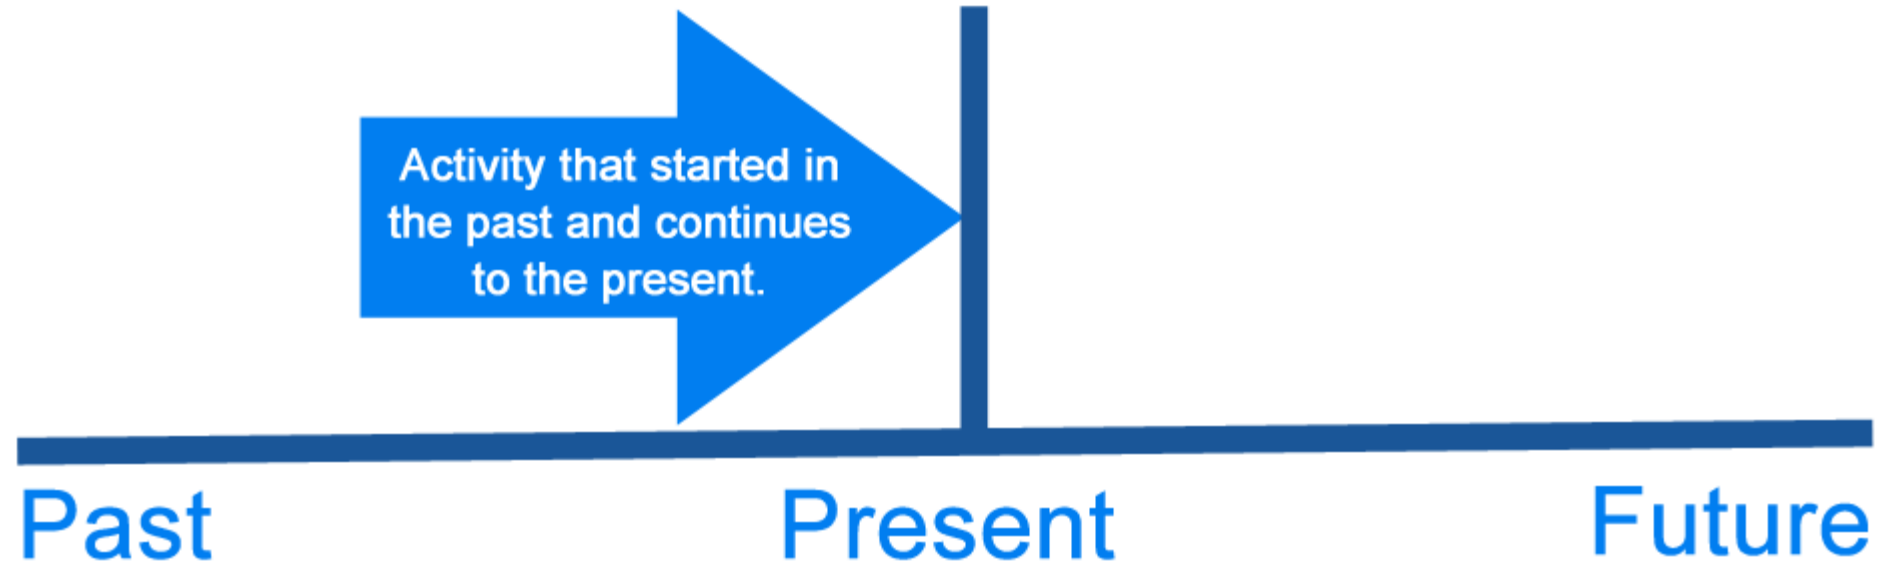 Activity that started in
the past and continues
to the present.
Past Present Future